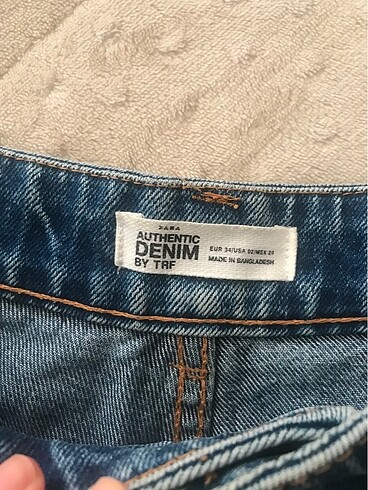 ZARA
AUTHENTIC
DENIM
BY TRF
EUR 34/USA 02/MEX 24
MADE IN BANGLADESH